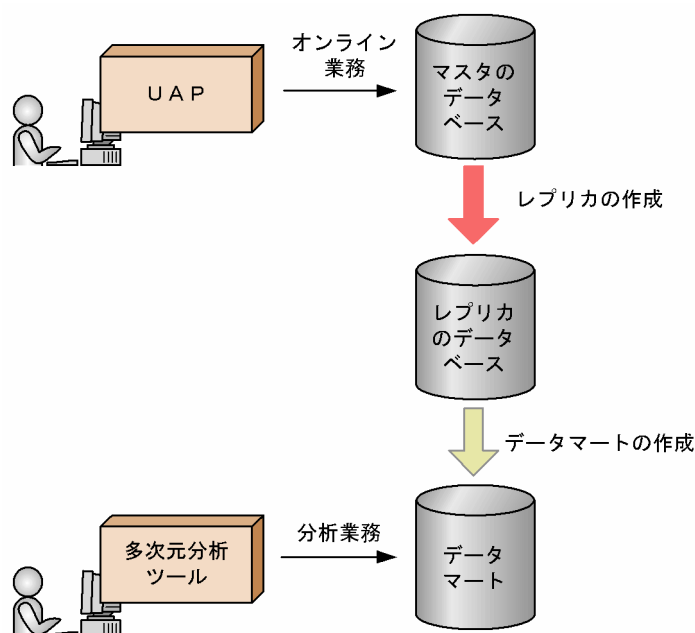 オンライン
業務
UAP
マスタの
データ
ベース
レプリカの作成
レプリカ
のデータ
ベース
データマートの作成
分析業務
多次元分析
ツール
データ
マート